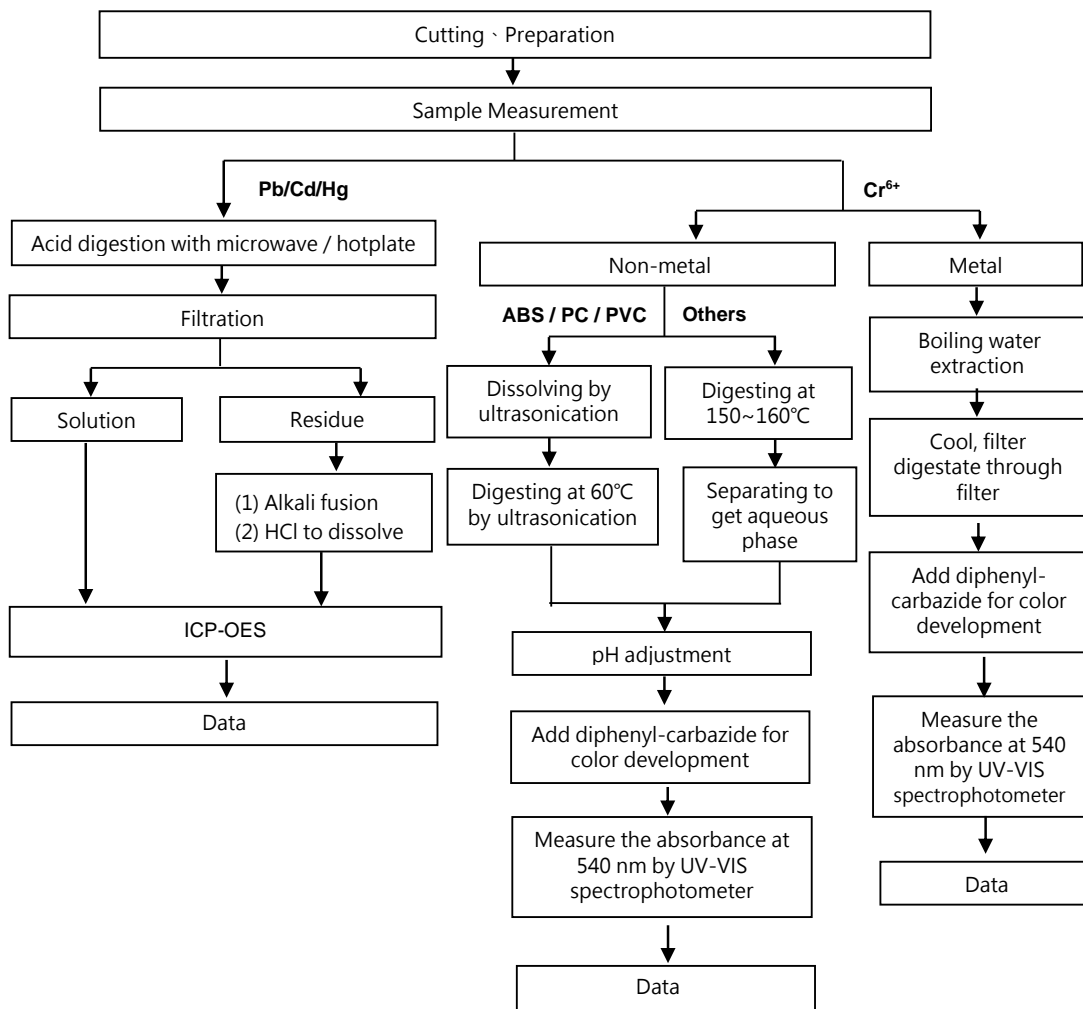 Cutting、Preparation
Sample Measurement
Pb/Cd/Hg
Acid digestion with microwave / hotplate
Filtration
Solution
Residue
(1) Alkali fusion
(2) HCl to dissolve
ICP-OES
Data
Cr⁶⁺
Non-metal
ABS / PC / PVC
Others
Dissolving by
ultrasonication
Digesting at 60℃
by ultrasonication
Digesting at
150~160℃
Separating to
get aqueous
phase
pH adjustment
Add diphenyl-carbazide for
color development
Measure the absorbance at
540 nm by UV-VIS
spectrophotometer
Data
Metal
Boiling water
extraction
Cool, filter
digestate through
filter
Add diphenyl-
carbazide for color
development
Measure the
absorbance at 540
nm by UV-VIS
spectrophotometer
Data